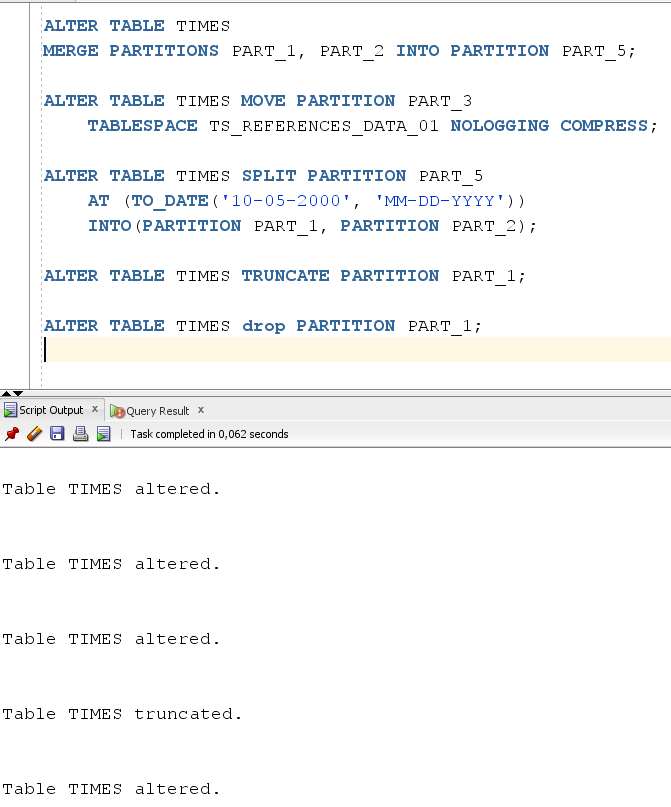 ALTER TABLE TIMES
MERGE PARTITIONS PART_1, PART_2 INTO PARTITION PART_5;
ALTER TABLE TIMES MOVE PARTITION PART_3
TABLESPACE TS_REFERENCES_DATA_01 NOLOGGING COMPRESS;
ALTER TABLE TIMES SPLIT PARTITION PART_5
AT (TO_DATE('10-05-2000', 'MM-DD-YYYY'))
INTO(PARTITION PART_1, PARTITION PART_2);
ALTER TABLE TIMES TRUNCATE PARTITION PART_1;
ALTER TABLE TIMES drop PARTITION PART_1;
Script Output x Query Result x
Task completed in 0,062 seconds
Table TIMES altered.
Table TIMES altered.
Table TIMES altered.
Table TIMES truncated.
Table TIMES altered.